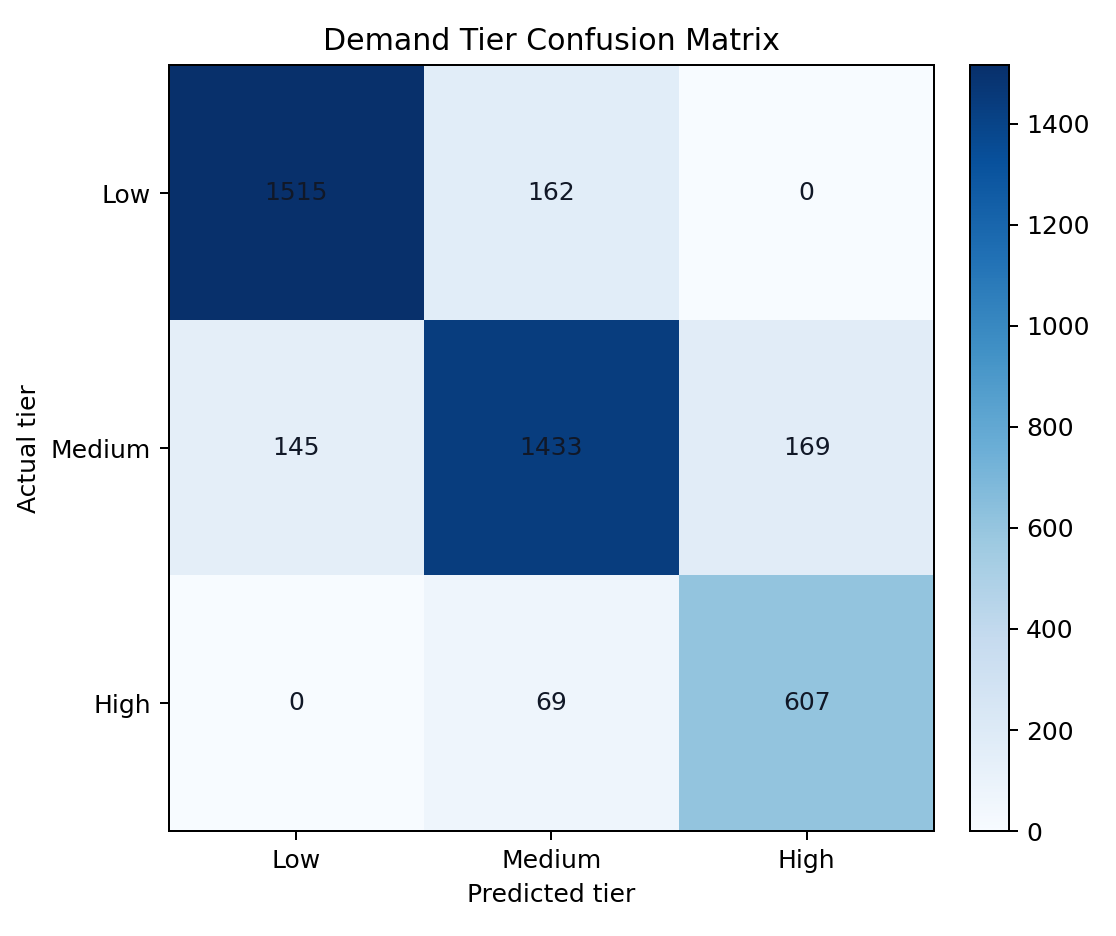 Demand Tier Confusion Matrix
Actual tier
Low
1515 162 0
Medium
145 1433 169
High
0 69 607
Low Medium High
Predicted tier
1400
1200
1000
800
600
400
200
0